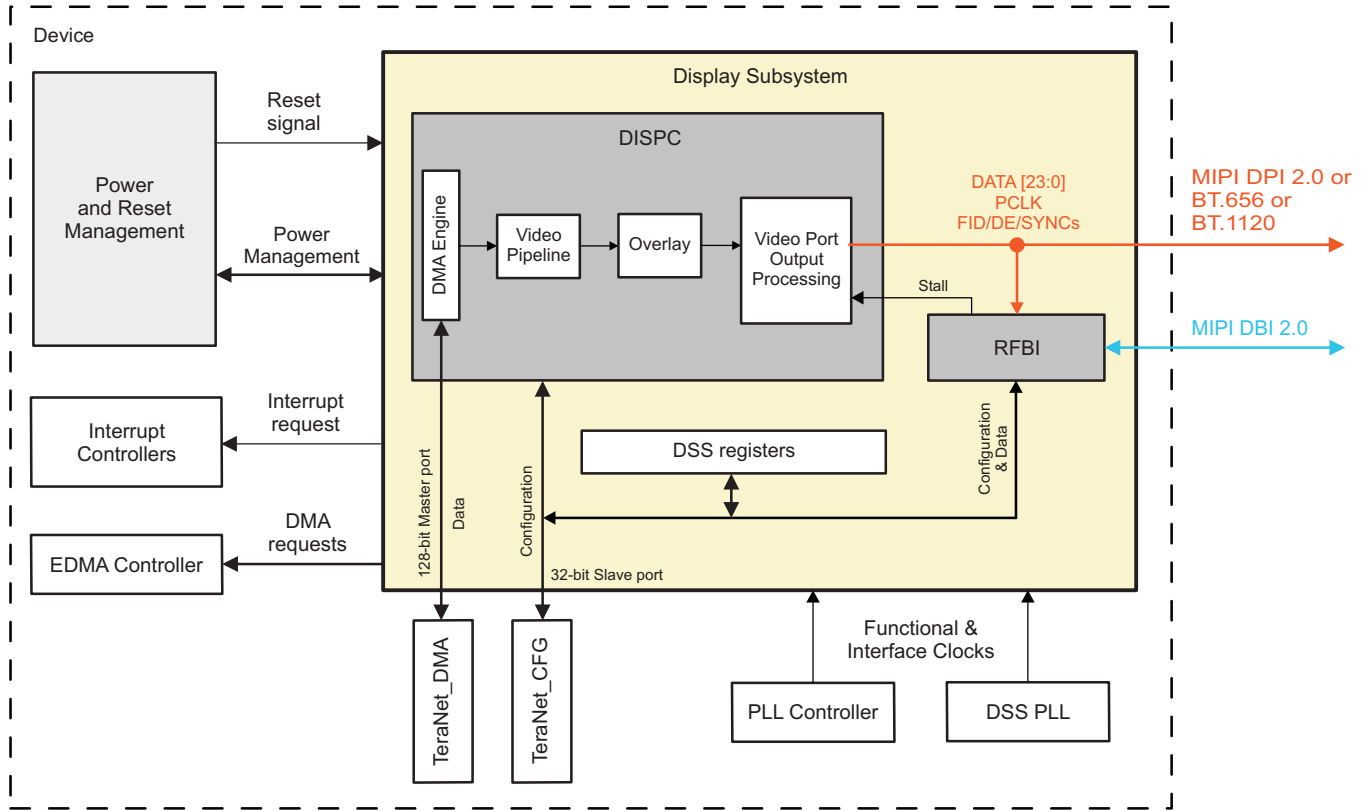 Device
Display Subsystem
Reset
signal
DISPC
Power
and Reset
Management
DMA Engine
Video
Pipeline
Overlay
Video Port
Output
Processing
DATA [23:0]
PCLK
FID/DE/SYNCs
MIPI DPI 2.0 or
BT.656 or
BT.1120
Power
Management
Stall
RFBI
MIPI DBI 2.0
Interrupt
Controllers
Interrupt
request
DSS registers
128-bit Master port
Data
Configuration
Configuration
& Data
EDMA Controller
DMA
requests
32-bit Slave port
TeraNet_DMA
TeraNet_CFG
Functional &
Interface Clocks
PLL Controller
DSS PLL